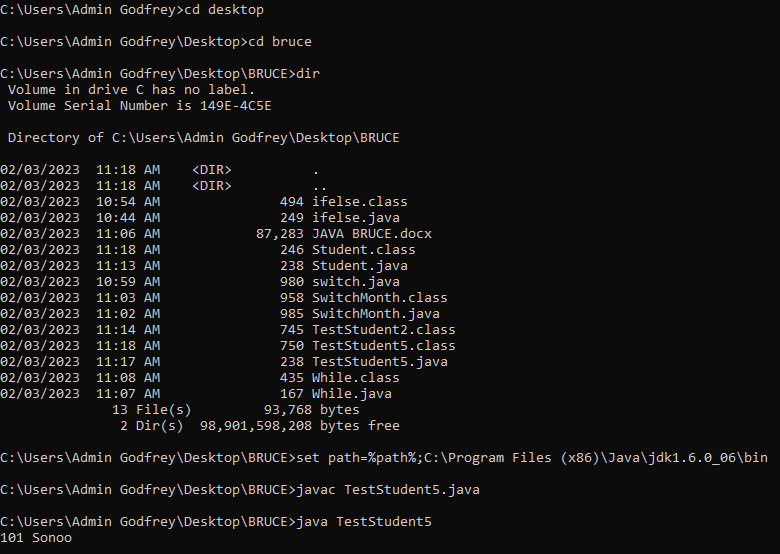 C:\Users\Admin Godfrey>cd desktop
C:\Users\Admin Godfrey\Desktop>cd bruce
C:\Users\Admin Godfrey\Desktop\BRUCE>dir
 Volume in drive C has no label.
 Volume Serial Number is 149E-4C5E
 Directory of C:\Users\Admin Godfrey\Desktop\BRUCE
02/03/2023  11:18 AM    <DIR>          .
02/03/2023  11:18 AM    <DIR>          ..
02/03/2023  10:54 AM               494 ifelse.class
02/03/2023  10:44 AM               249 ifelse.java
02/03/2023  11:06 AM            87,283 JAVA BRUCE.docx
02/03/2023  11:18 AM               246 Student.class
02/03/2023  11:13 AM               238 Student.java
02/03/2023  10:59 AM               980 switch.java
02/03/2023  11:03 AM               958 SwitchMonth.class
02/03/2023  11:02 AM               985 SwitchMonth.java
02/03/2023  11:14 AM               745 TestStudent2.class
02/03/2023  11:18 AM               750 TestStudent5.class
02/03/2023  11:17 AM               238 TestStudent5.java
02/03/2023  11:08 AM               435 While.class
02/03/2023  11:07 AM               167 While.java
              13 File(s)         93,768 bytes
               2 Dir(s)  98,901,598,208 bytes free
C:\Users\Admin Godfrey\Desktop\BRUCE>set path=%path%;C:\Program Files (x86)\Java\jdk1.6.0_06\bin
C:\Users\Admin Godfrey\Desktop\BRUCE>javac TestStudent5.java
C:\Users\Admin Godfrey\Desktop\BRUCE>java TestStudent5
101 Sonoo